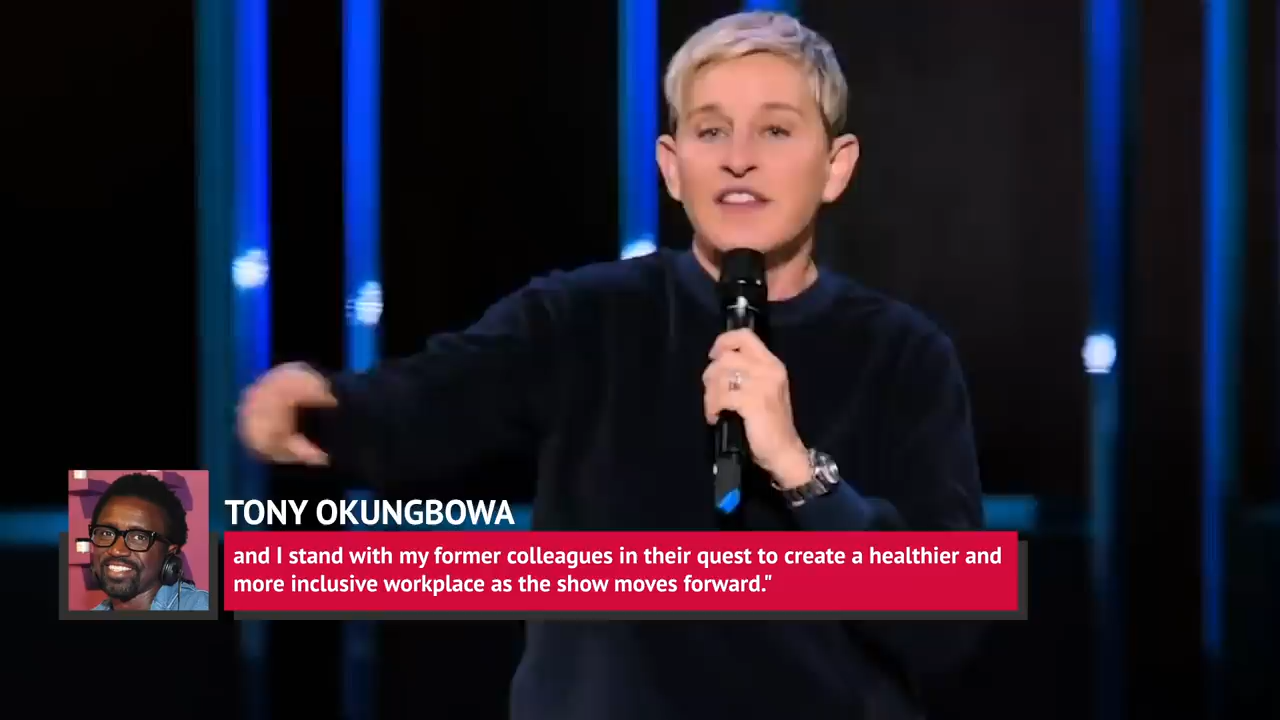 TONY OKUNGBOWA
and I stand with my former colleagues in their quest to create a healthier and
more inclusive workplace as the show moves forward."